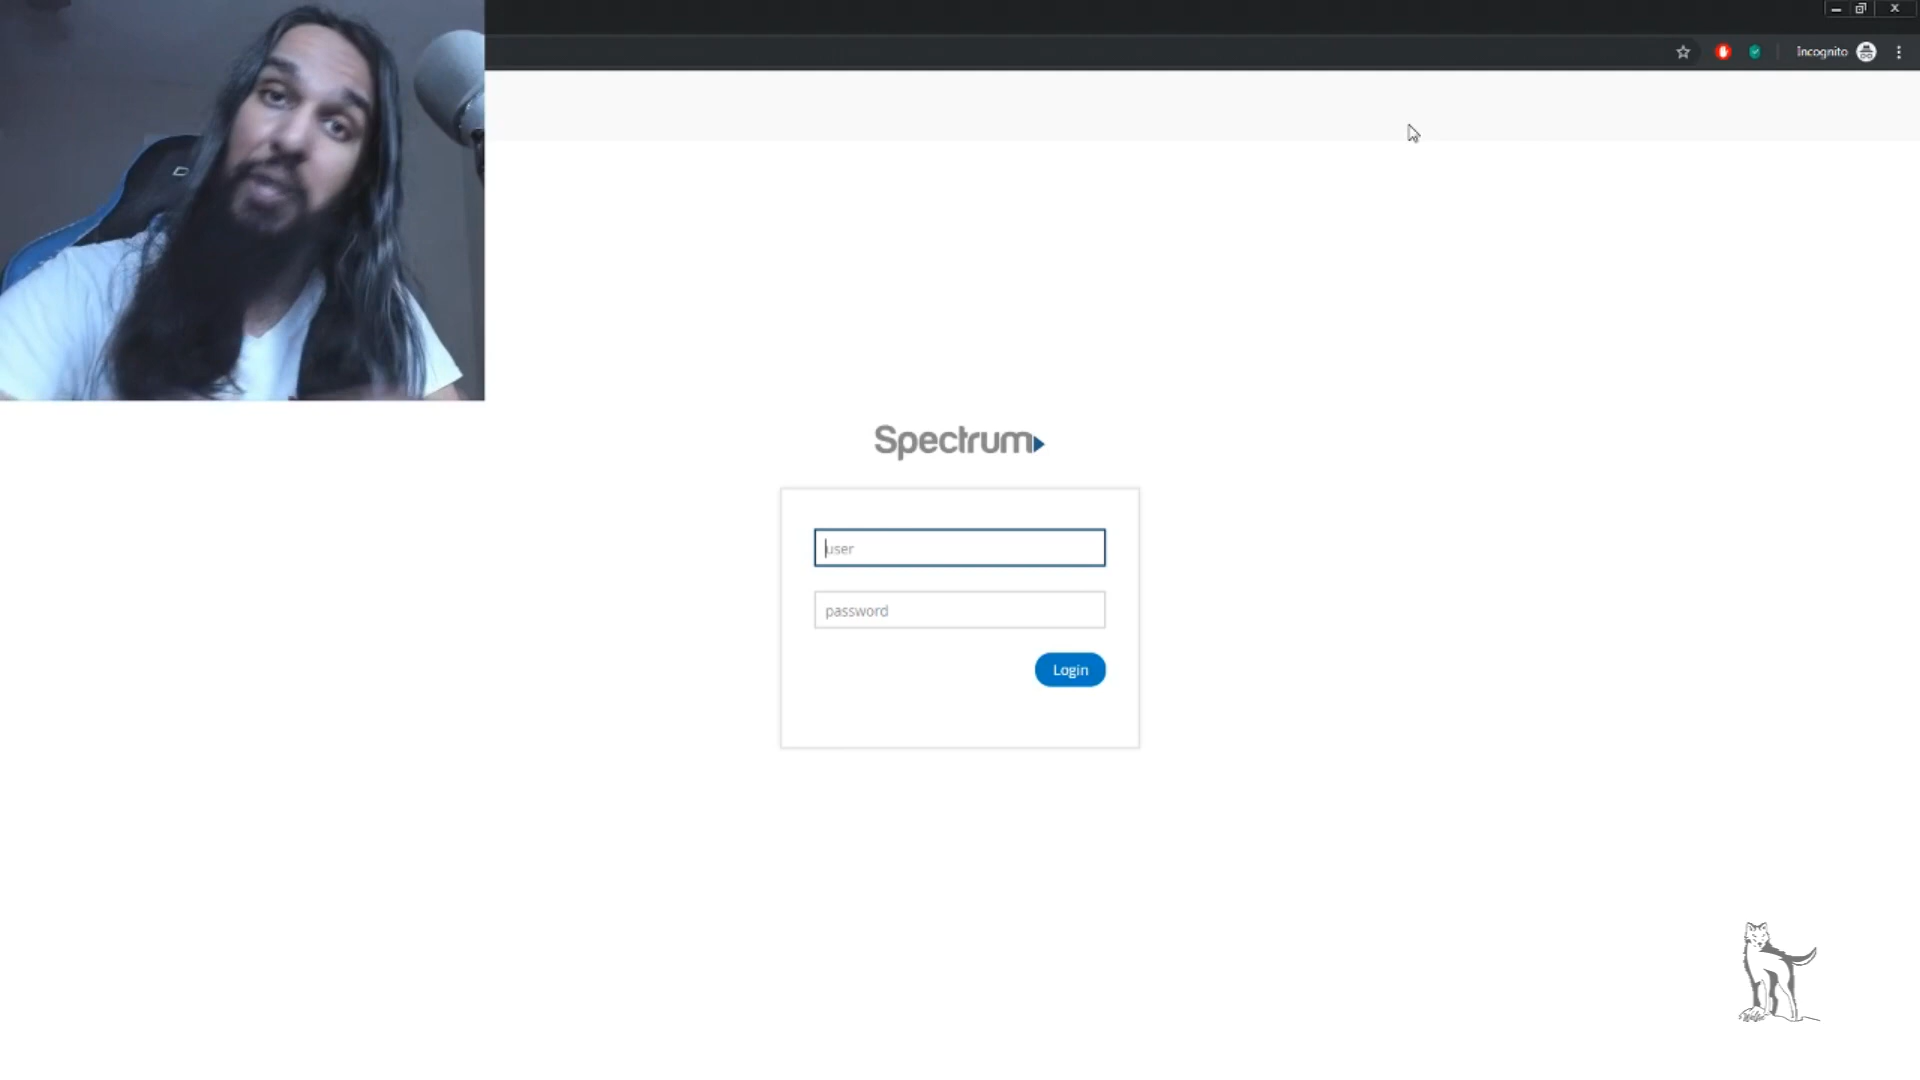 Incognito
Spectrum
user
password
Login